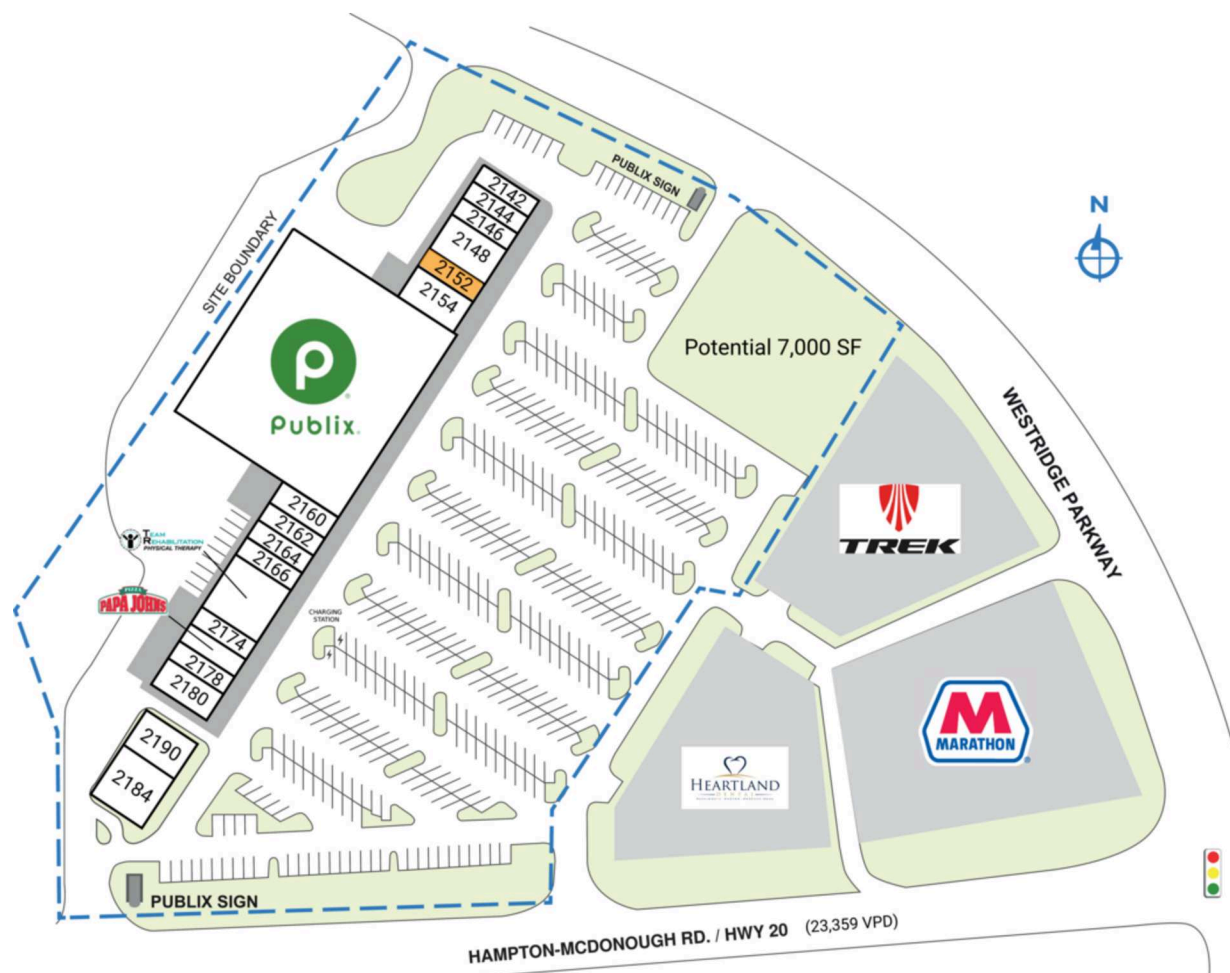 PUBLIX SIGN
N
SITE BOUNDARY
2142
2144
2146
2148
2152
2154
Publix.
Potential 7,000 SF
WESTRIDGE PARKWAY
TREK
2160
2162
2164
2166
TEAM
REHABILITATION
PHYSICAL THERAPY
PIZZA
PAPA JOHNS
2174
2178
2180
CHARGING
STATION
2190
2184
M
MARATHON
HEARTLAND
DENTAL
PUBLIX SIGN
HAMPTON-MCDONOUGH RD. / HWY 20 (23,359 VPD)